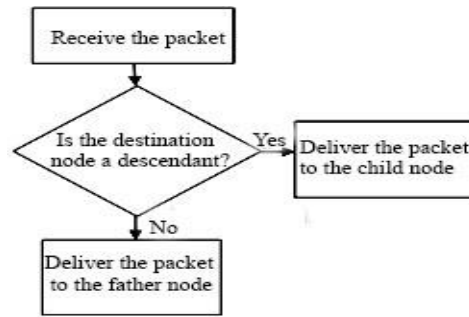 Receive the packet
Is the destination
node a descendant?
Yes
Deliver the packet
to the child node
No
Deliver the packet
to the father node